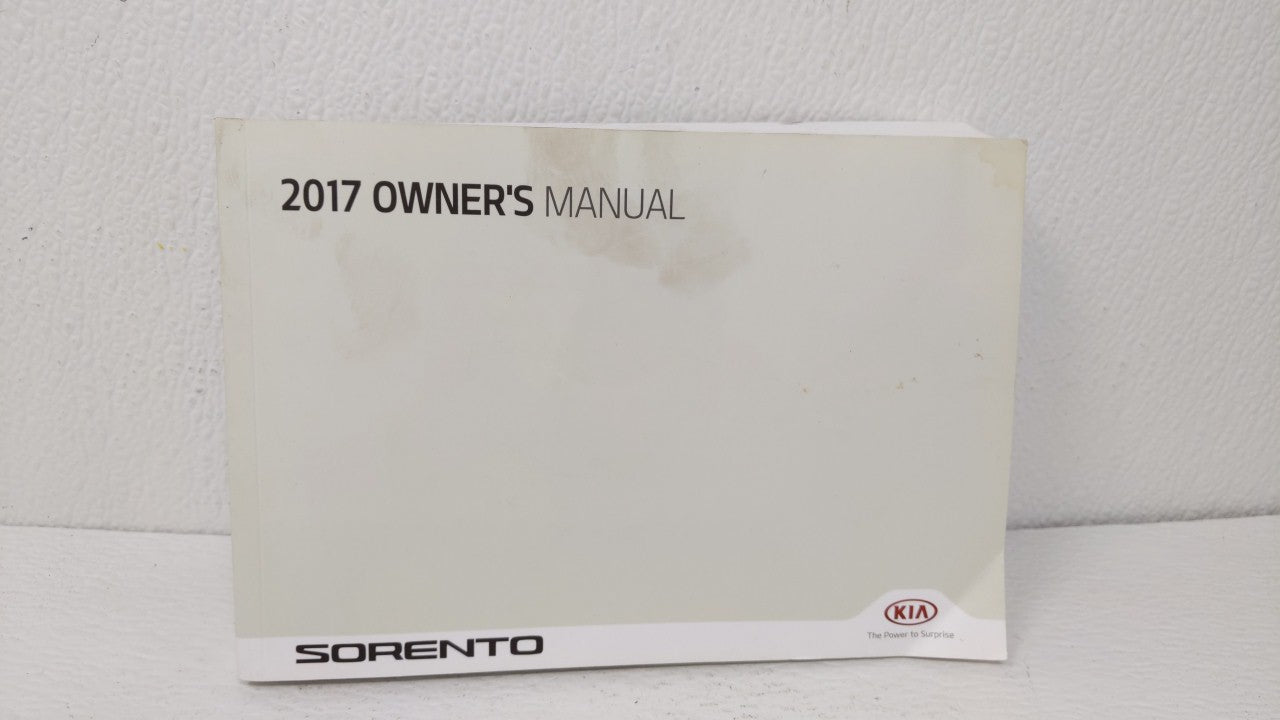 2017 OWNER'S MANUAL
SORENTO
KIA
The Power to Surprise